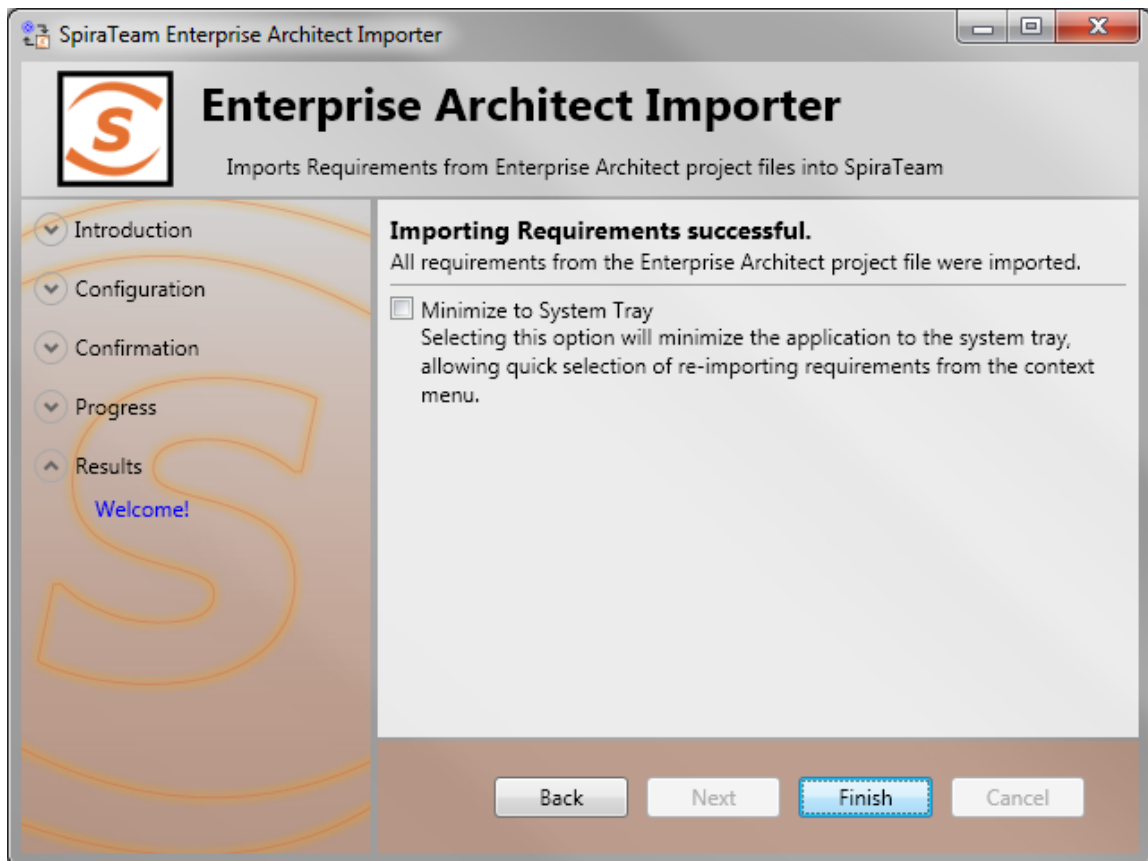 SpiraTeam Enterprise Architect Importer
S
Enterprise Architect Importer
Imports Requirements from Enterprise Architect project files into SpiraTeam
Introduction
Configuration
Confirmation
Progress
Results
Welcome!
Importing Requirements successful.
All requirements from the Enterprise Architect project file were imported.
Minimize to System Tray
Selecting this option will minimize the application to the system tray,
allowing quick selection of re-importing requirements from the context
menu.
Back
Next
Finish
Cancel